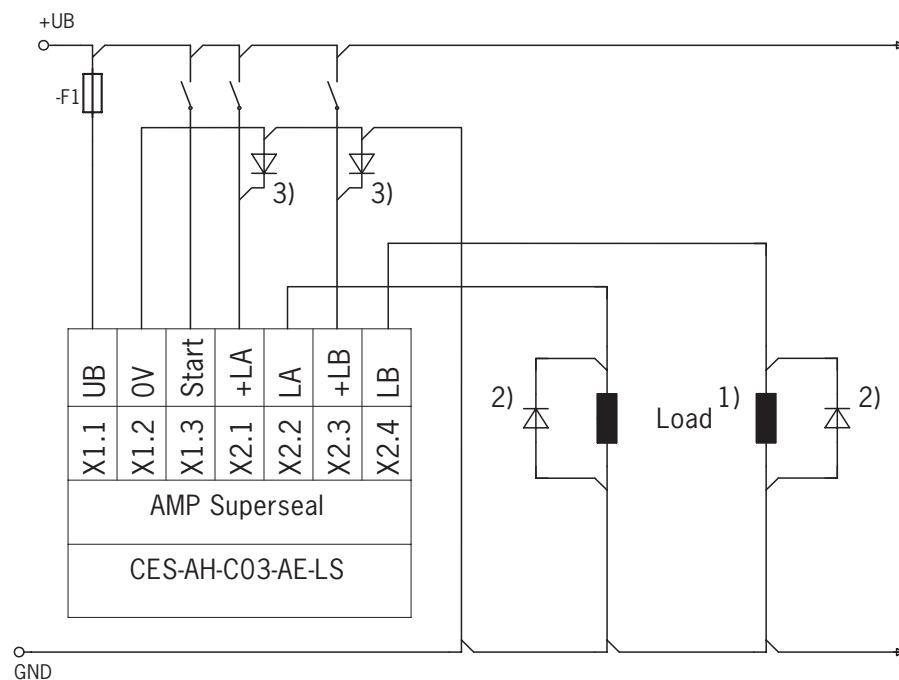 +UB
-F1
3)
3)
UB
0V
Start
+LA
LA
+LB
LB
X1.1
X1.2
X1.3
X2.1
X2.2
X2.3
X2.4
AMP Superseal
CES-AH-C03-AE-LS
2)
Load
1)
2)
GND